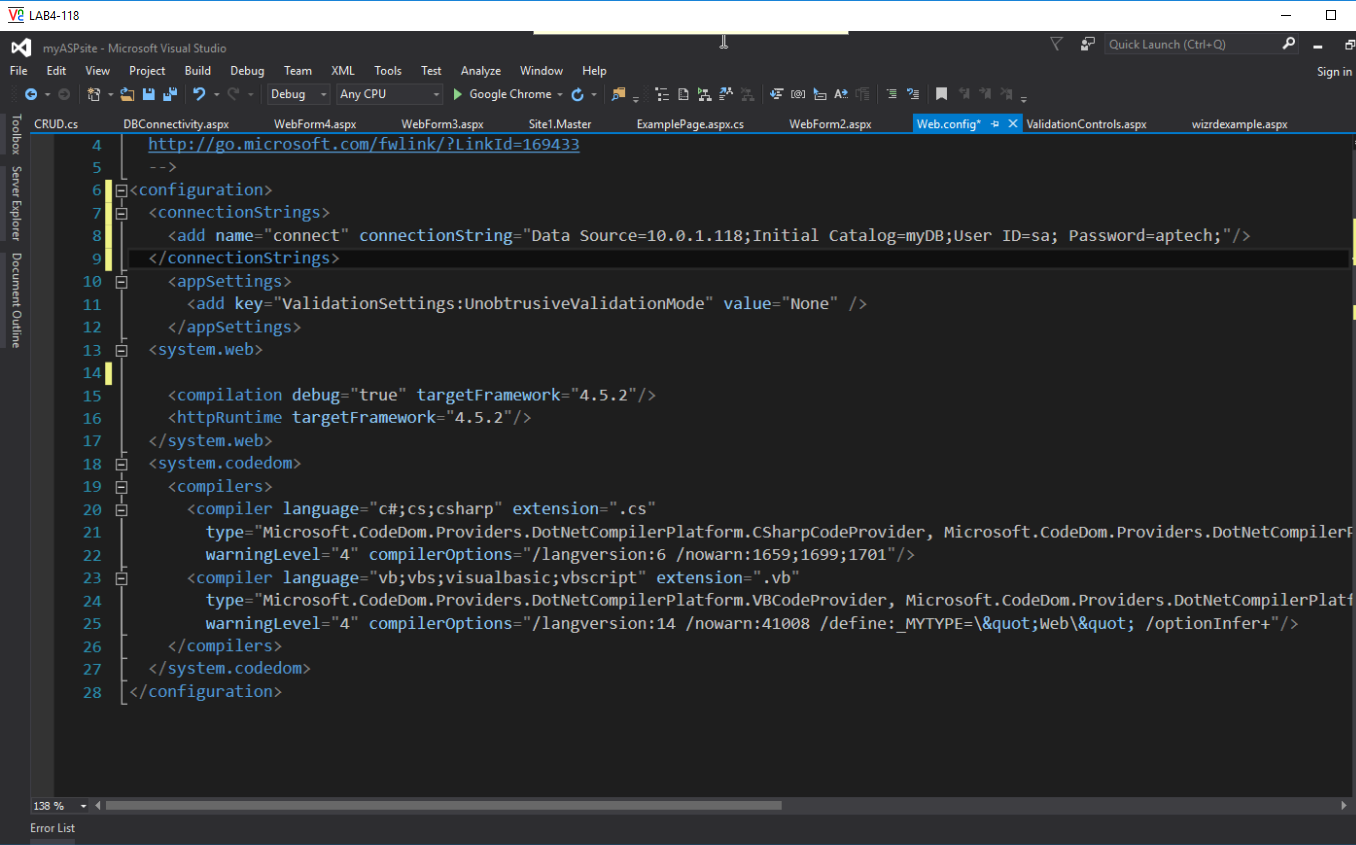 LAB4-118
myASPsite - Microsoft Visual Studio
Quick Launch (Ctrl+Q)
File Edit View Project Build Debug Team XML Tools Test Analyze Window Help
Sign in
Debug Any CPU Google Chrome
CRUD.cs DBConnectivity.aspx WebForm4.aspx WebForm3.aspx Site1.Master ExamplePage.aspx.cs WebForm2.aspx Web.config* ValidationControls.aspx wizrdexample.aspx
Toolbox
Server Explorer
Document Outline
4 http://go.microsoft.com/fwlink/?LinkId=169433
5 -->
6 <configuration>
7 <connectionStrings>
8 <add name="connect" connectionString="Data Source=10.0.1.118;Initial Catalog=myDB;User ID=sa; Password=aptech;"/>
9 </connectionStrings>
10 <appSettings>
11 <add key="ValidationSettings:UnobtrusiveValidationMode" value="None" />
12 </appSettings>
13 <system.web>
14
15 <compilation debug="true" targetFramework="4.5.2"/>
16 <httpRuntime targetFramework="4.5.2"/>
17 </system.web>
18 <system.codedom>
19 <compilers>
20 <compiler language="c#;cs;csharp" extension=".cs"
21 type="Microsoft.CodeDom.Providers.DotNetCompilerPlatform.CSharpCodeProvider, Microsoft.CodeDom.Providers.DotNetCompilerP
22 warningLevel="4" compilerOptions="/langversion:6 /nowarn:1659;1699;1701"/>
23 <compiler language="vb;vbs;visualbasic;vbscript" extension=".vb"
24 type="Microsoft.CodeDom.Providers.DotNetCompilerPlatform.VBCodeProvider, Microsoft.CodeDom.Providers.DotNetCompilerPlatf
25 warningLevel="4" compilerOptions="/langversion:14 /nowarn:41008 /define:_MYTYPE=\&quot;Web\&quot; /optionInfer+"/>
26 </compilers>
27 </system.codedom>
28 </configuration>
138 %
Error List